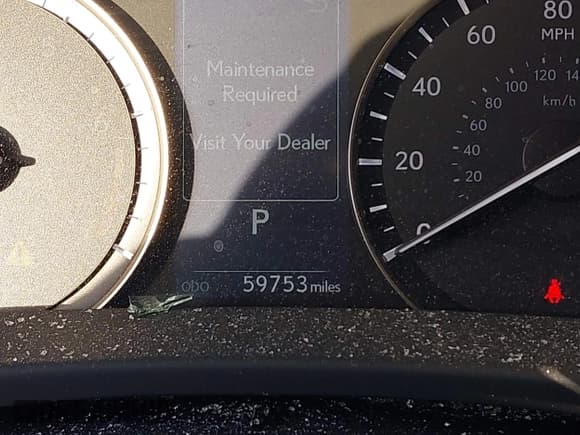 Maintenance
Required
Visit Your Dealer
P
ODO 59753 miles
80
MPH
60
40
20
0
120
100
80
60
40
20
km/h